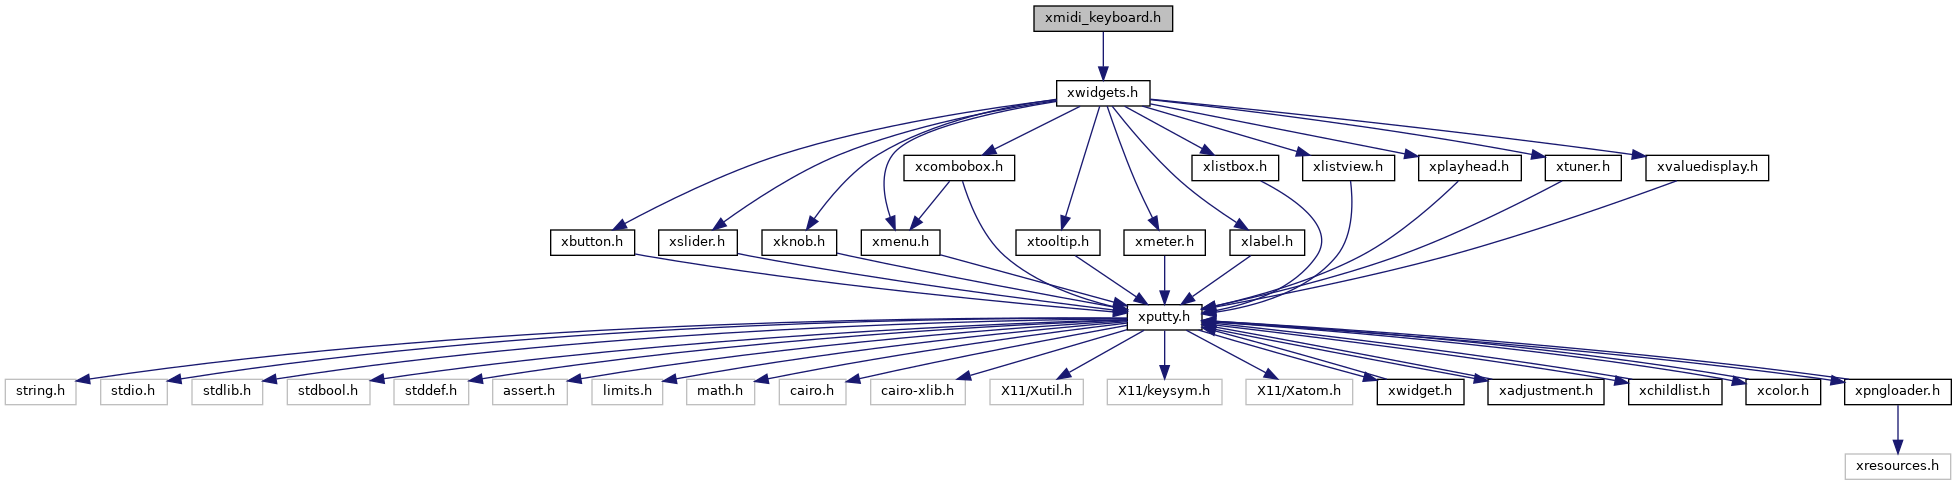 xmidi_keyboard.h
xwidgets.h
xcombobox.h
xlistbox.h
xlistview.h
xplayhead.h
xtuner.h
xvaluedisplay.h
xbutton.h
xslider.h
xknob.h
xmenu.h
xtooltip.h
xmeter.h
xlabel.h
xputty.h
string.h
stdio.h
stdlib.h
stdbool.h
stddef.h
assert.h
limits.h
math.h
cairo.h
cairo-xlib.h
X11/Xutil.h
X11/keysym.h
X11/Xatom.h
xwidget.h
xadjustment.h
xchildlist.h
xcolor.h
xpngloader.h
xresources.h